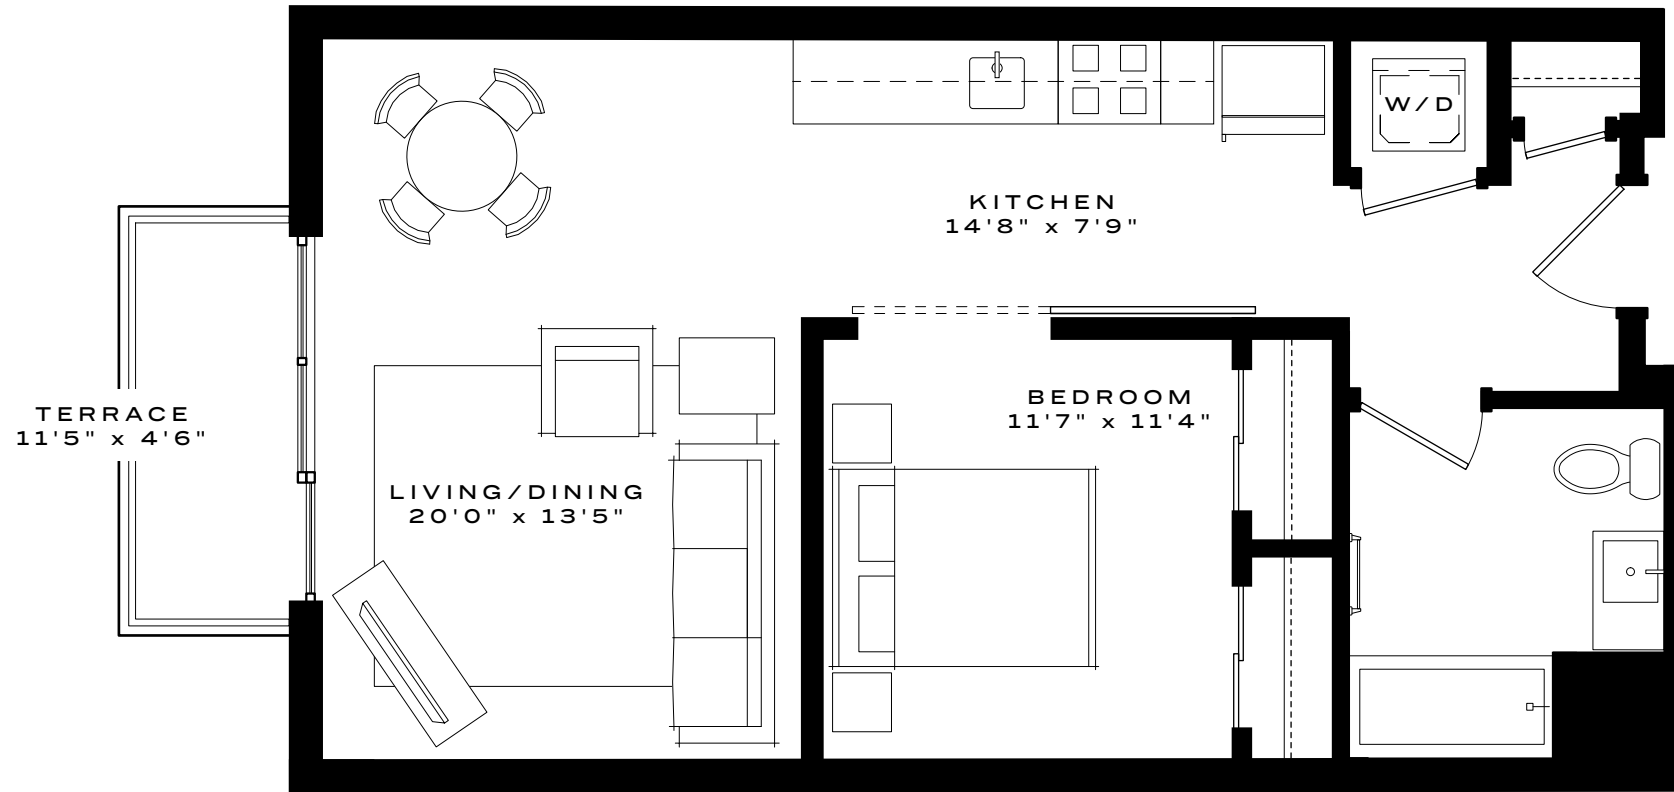 W/D
KITCHEN
14'8" x 7'9"
BEDROOM
11'7" x 11'4"
TERRACE
11'5" x 4'6"
LIVING/DINING
20'0" x 13'5"